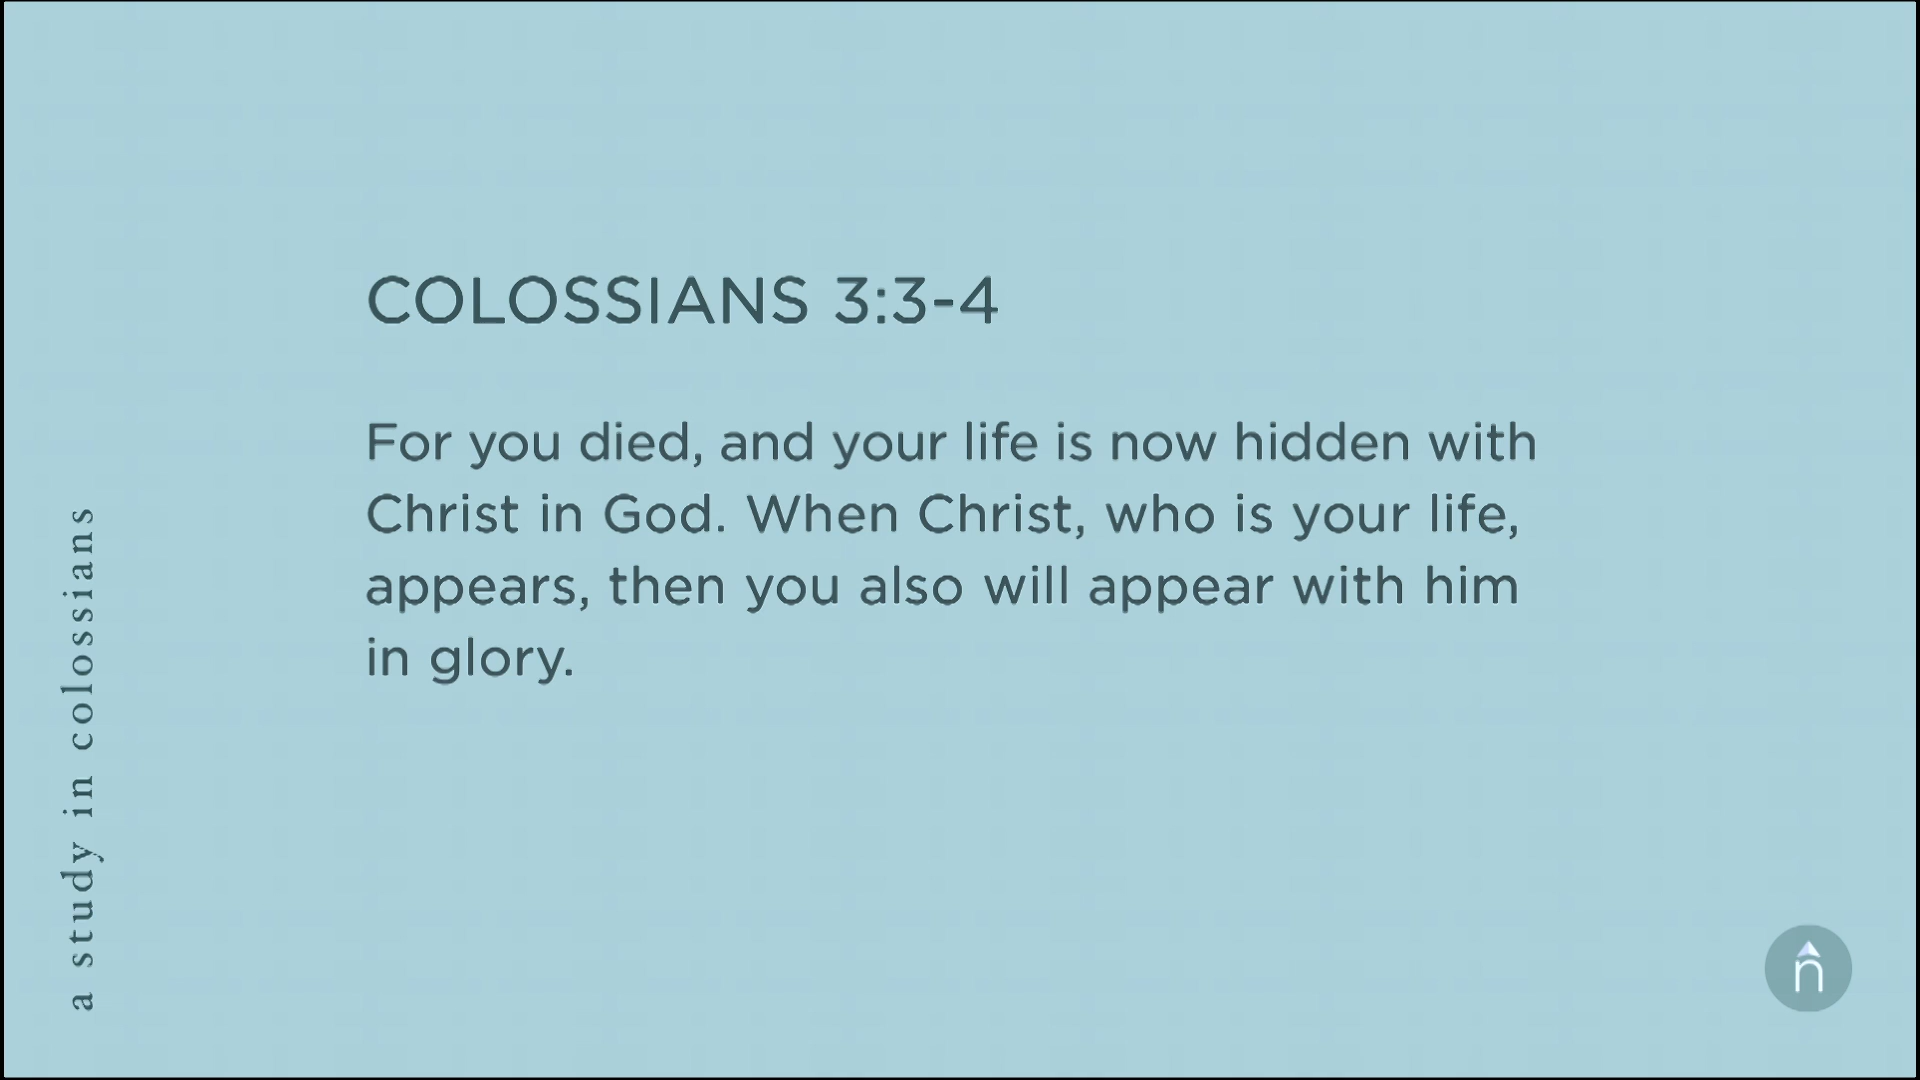 COLOSSIANS 3:3-4
For you died, and your life is now hidden with
Christ in God. When Christ, who is your life,
appears, then you also will appear with him
in glory.
a study in colossians
n